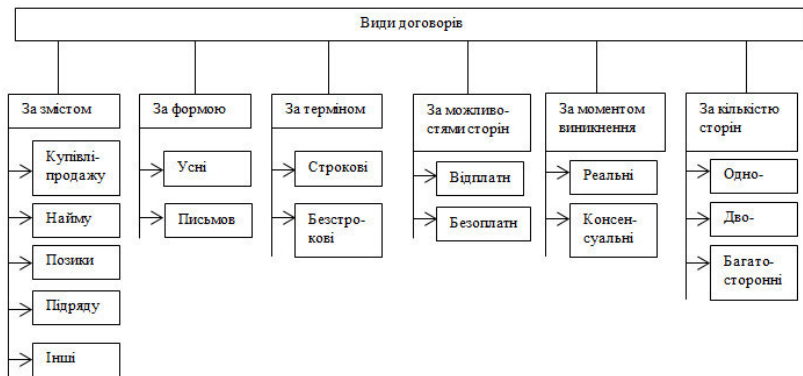 Види договорів
За змістом
Купівлі-
продажу
Найму
Позики
Підряду
Інші
За формою
Усні
Письмов
За терміном
Строкові
Безстро-
кові
За можливо-
стями сторін
Відплатн
Безоплатн
За моментом
виникнення
Реальні
Консен-
суальні
За кількістю
сторін
Одно-
Дво-
Багато-
сторонні